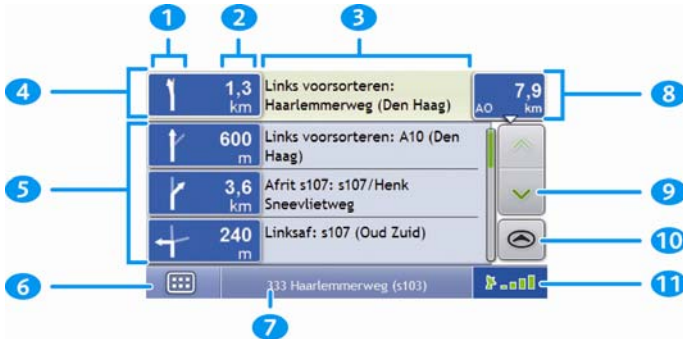 1
2
3
4
1,3
km
Links voorsorteren:
Haarlemmerweg (Den Haag)
7,9
AO km
8
5
600
m
Links voorsorteren: A10 (Den
Haag)
3,6
km
Afrit s107: s107/Henk
Sneevlietweg
9
240
m
Linksaf: s107 (Oud Zuid)
10
6
333 Haarlemmerweg (s103)
11
7